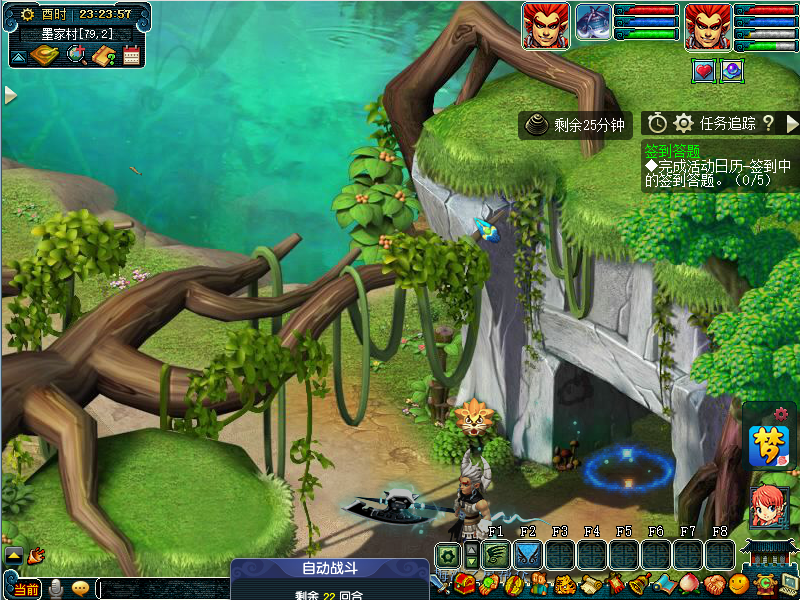 酉时 23:23:57
墨家村[79,2]
剩余25分钟
任务追踪 ?
签到答题
◆完成活动日历-签到中
的签到答题。（0/5）
梦
F1 F2 F3 F4 F5 F6 F7 F8
当前
自动战斗
剩余 22 回合